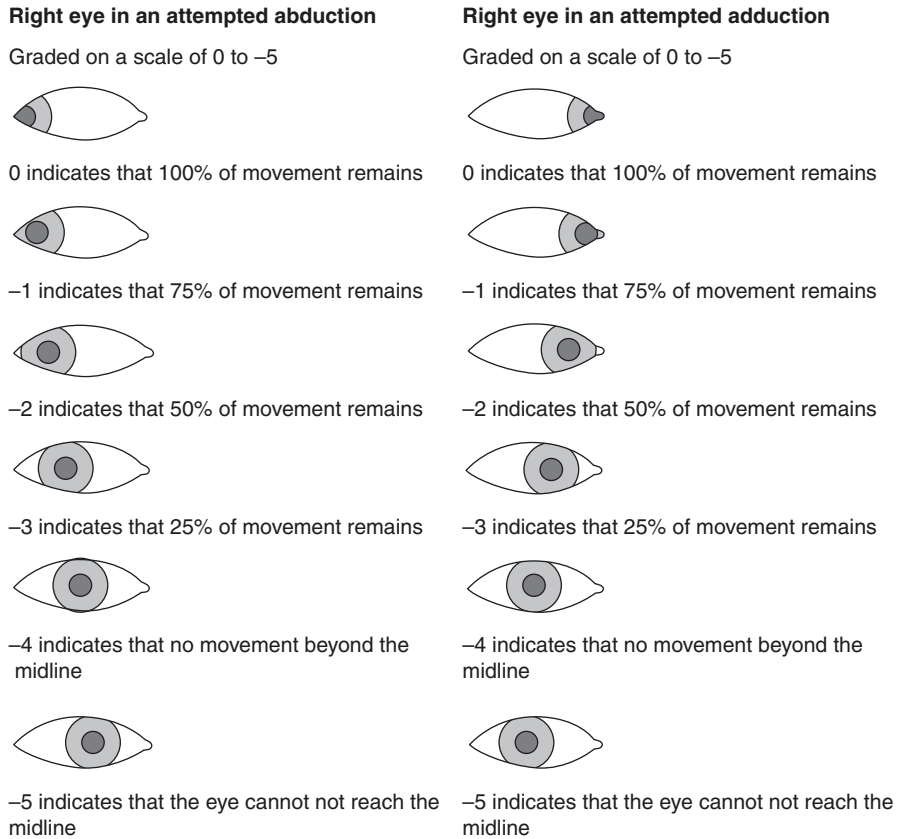 Right eye in an attempted abduction
Graded on a scale of 0 to –5
0 indicates that 100% of movement remains
–1 indicates that 75% of movement remains
–2 indicates that 50% of movement remains
–3 indicates that 25% of movement remains
–4 indicates that no movement beyond the
midline
–5 indicates that the eye cannot not reach the
midline
Right eye in an attempted adduction
Graded on a scale of 0 to –5
0 indicates that 100% of movement remains
–1 indicates that 75% of movement remains
–2 indicates that 50% of movement remains
–3 indicates that 25% of movement remains
–4 indicates that no movement beyond the
midline
–5 indicates that the eye cannot not reach the
midline